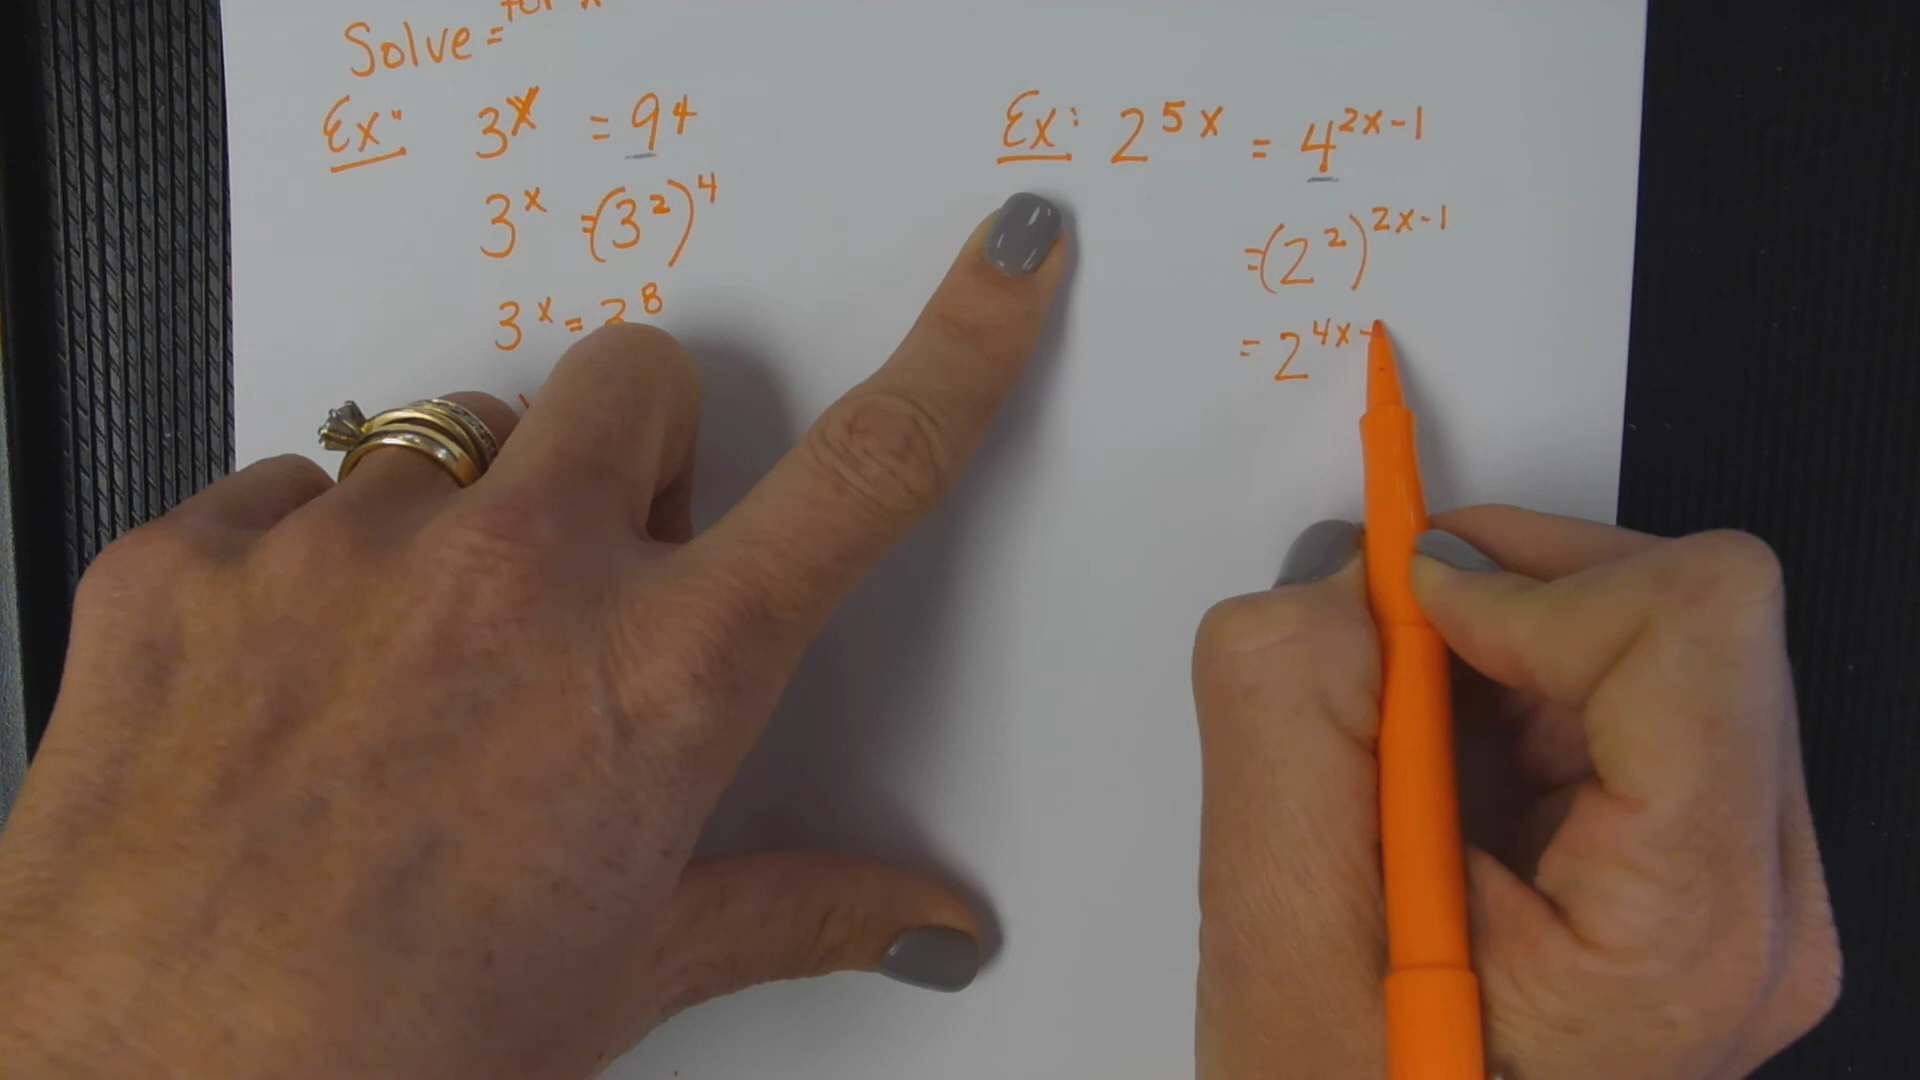 Solve = for x
Ex: 3^x = 9^4
3^x = (3^2)^4
3^x = 3^8
Ex: 2^5x = 4^2x-1
= (2^2)^2x-1
= 2^4x-